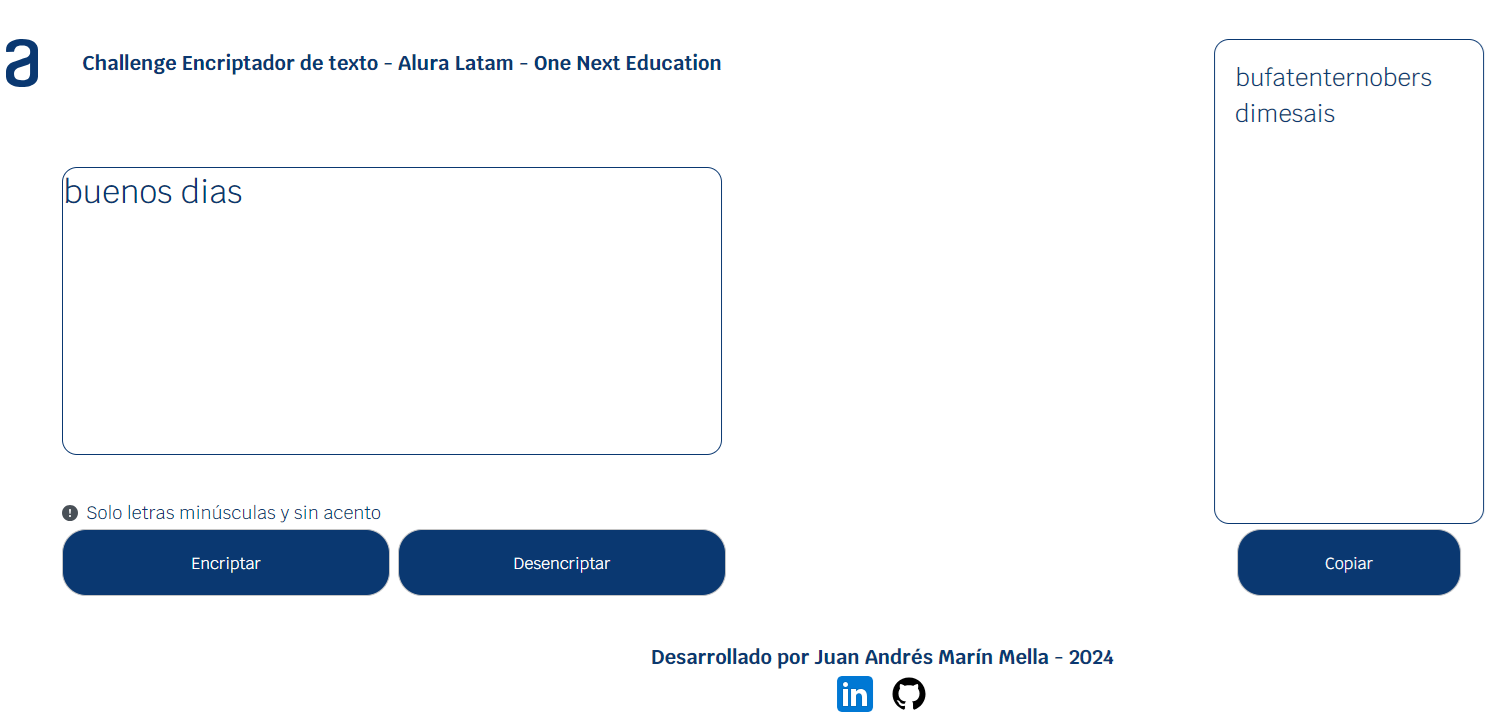 a
Challenge Encriptador de texto - Alura Latam - One Next Education
buenos dias
Solo letras minúsculas y sin acento
Encriptar
Desencriptar
bufatenternobers
dimesais
Copiar
Desarrollado por Juan Andrés Marín Mella - 2024
in